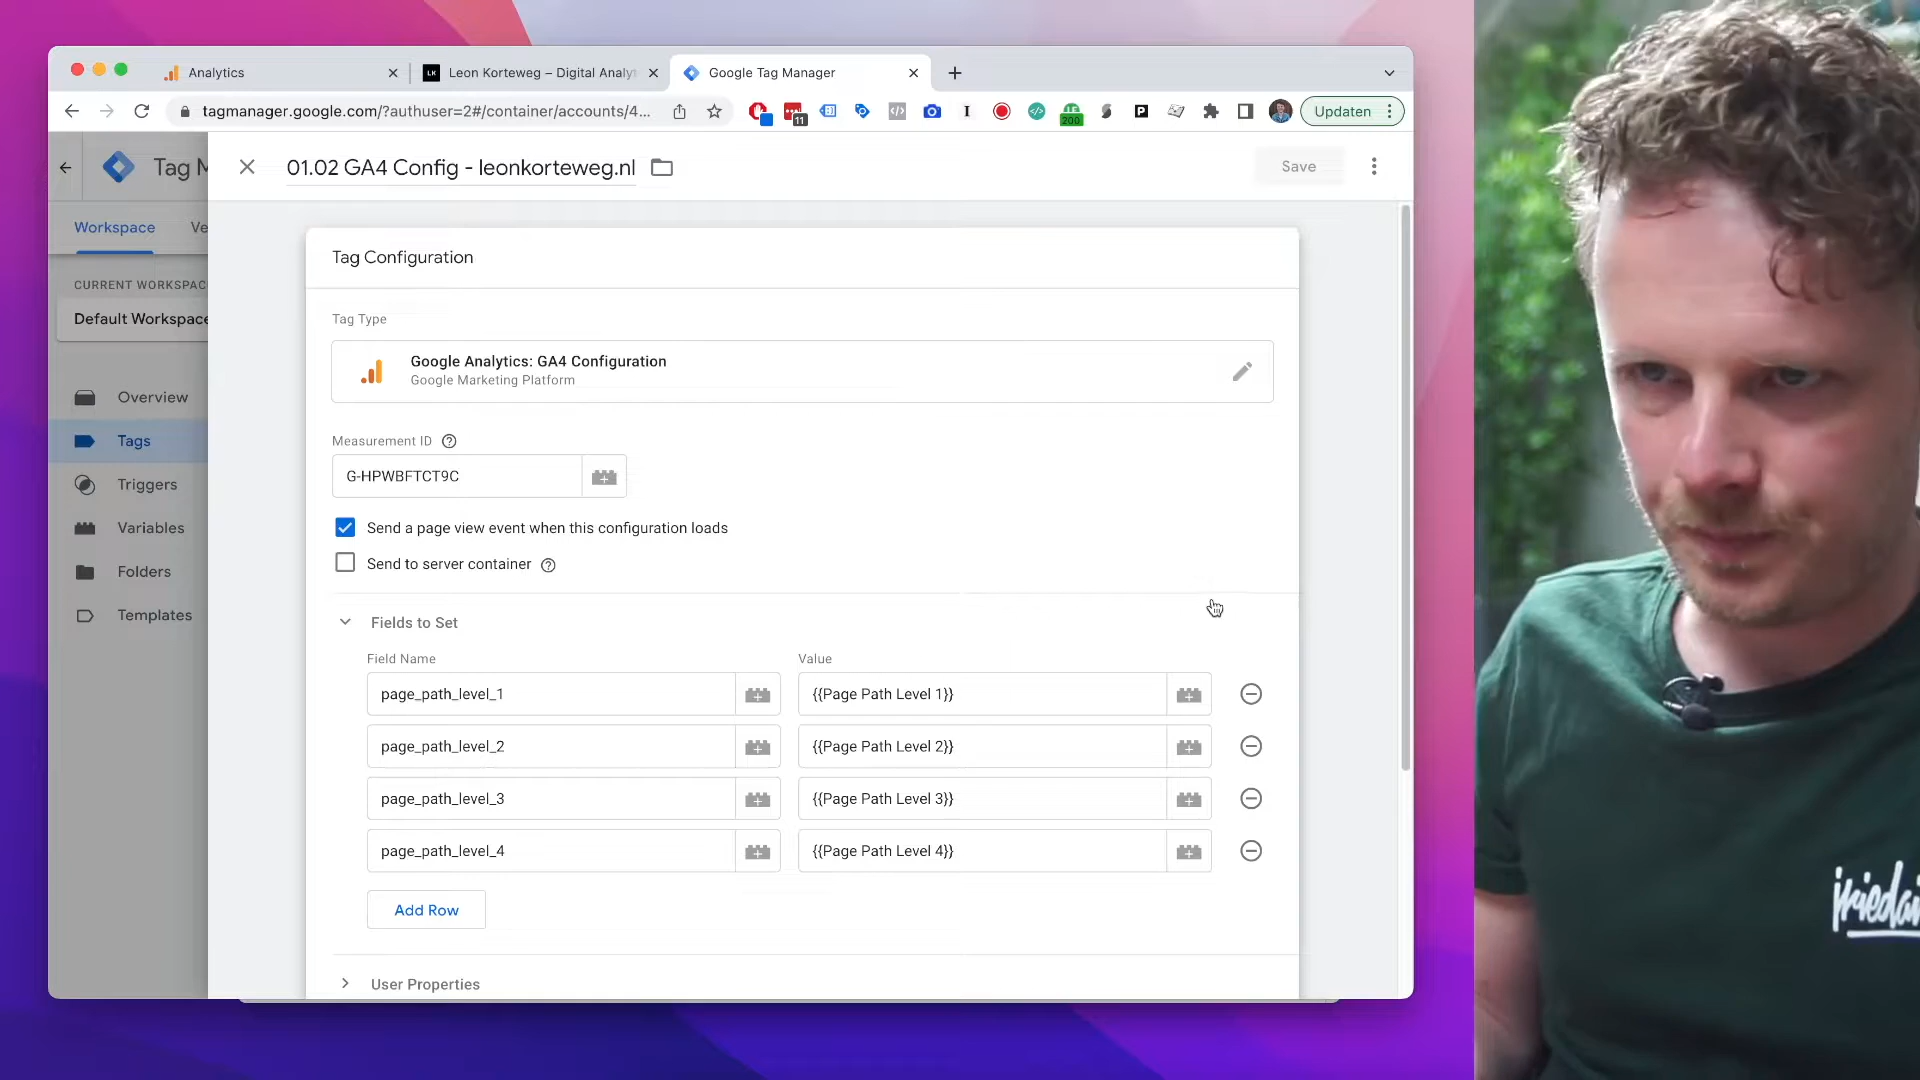 Analytics
LK Leon Korteweg – Digital Analyt
Google Tag Manager
tagmanager.google.com/?authuser=2#/container/accounts/4...
11
200
P
Updaten
Tag M
01.02 GA4 Config - leonkorteweg.nl
Save
Workspace
Ve
CURRENT WORKSPAC
Default Workspace
Overview
Tags
Triggers
Variables
Folders
Templates
Tag Configuration
Tag Type
Google Analytics: GA4 Configuration
Google Marketing Platform
Measurement ID
G-HPWBFTCT9C
Send a page view event when this configuration loads
Send to server container
Fields to Set
Field Name Value
page_path_level_1 {{Page Path Level 1}}
page_path_level_2 {{Page Path Level 2}}
page_path_level_3 {{Page Path Level 3}}
page_path_level_4 {{Page Path Level 4}}
Add Row
User Properties